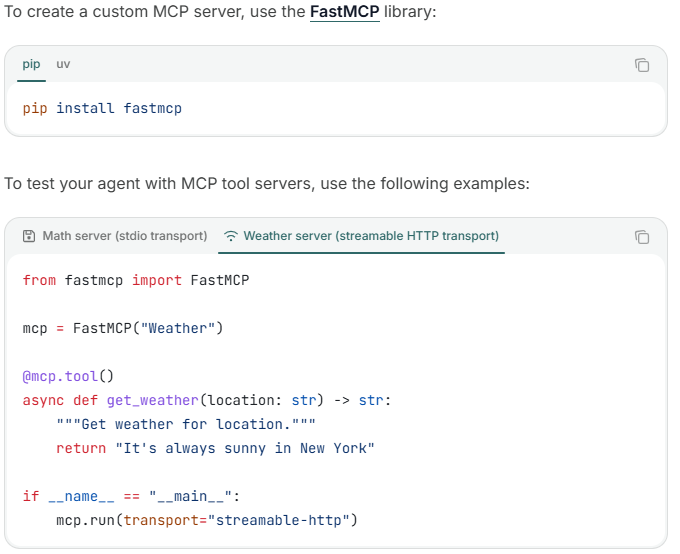 To create a custom MCP server, use the FastMCP library:
pip uv
pip install fastmcp
To test your agent with MCP tool servers, use the following examples:
Math server (stdio transport) Weather server (streamable HTTP transport)
from fastmcp import FastMCP
mcp = FastMCP("Weather")
@mcp.tool()
async def get_weather(location: str) -> str:
    """Get weather for location."""
    return "It's always sunny in New York"
if __name__ == "__main__":
    mcp.run(transport="streamable-http")